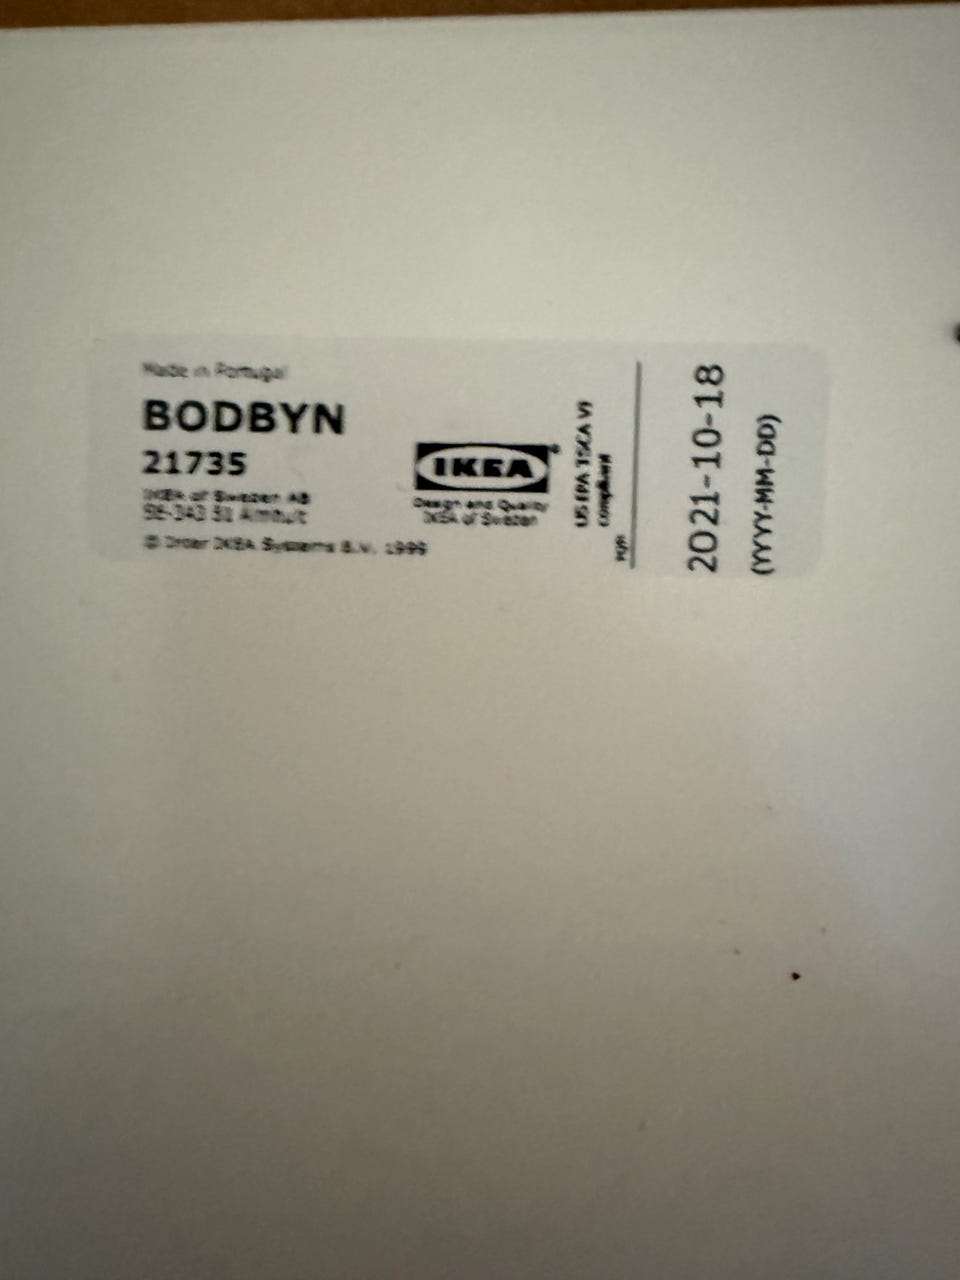 Made in Portugal
BODBYN
21735
IKEA of Sweden AB
SE-343 81 Älmhult
© Inter IKEA Systems B.V. 1999
IKEA®
Design and Quality
IKEA of Sweden
US EPA TSCA VI
compliant
2021-10-18
(YYYY-MM-DD)